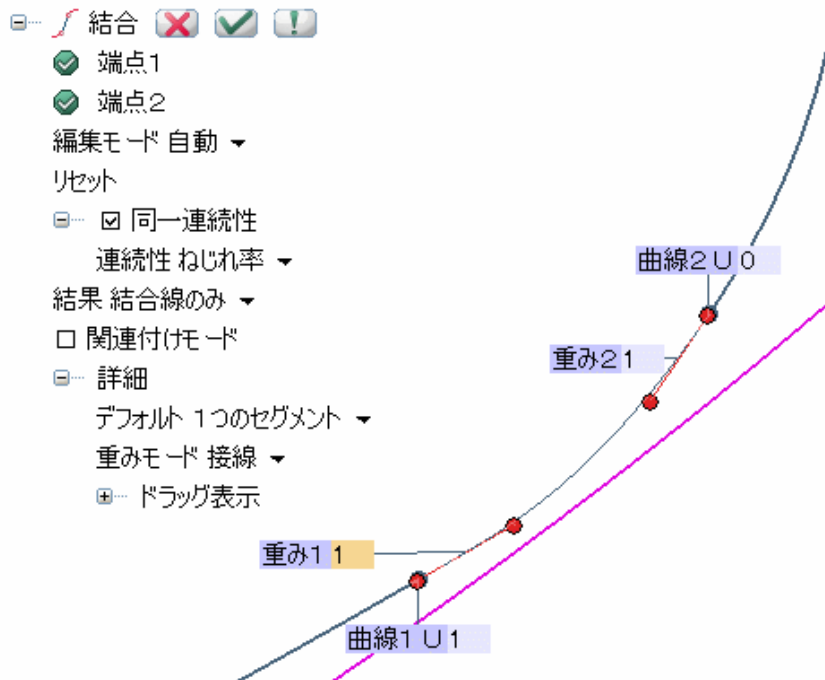 結合
端点1
端点2
編集モード 自動
リセット
同一連続性
連続性 ねじれ率
結果 結合線のみ
関連付けモード
詳細
デフォルト 1つのセグメント
重みモード 接線
ドラッグ表示
曲線2 U 0
重み2 1
重み1 1
曲線1 U 1